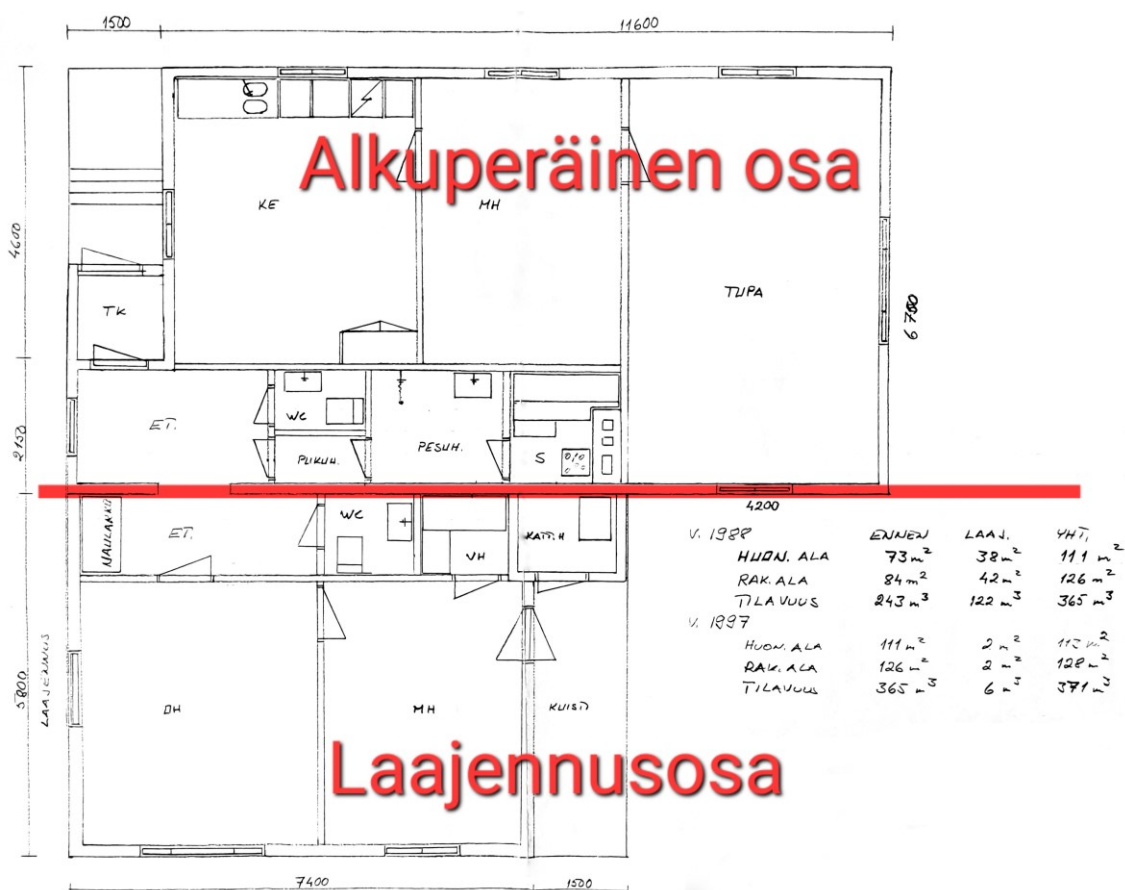 1500 11600
Alkuperäinen osa
KE MH
TUPA
4600
TK
6700
2150
ET. WC
PUKUH. PESUH. S
4200
NAULAKKO ET. WC VH KATT.H
V. 1988 ENNEN LAAJ. YHT.
HUON. ALA 73 m² 38 m² 111 m²
RAK. ALA 84 m² 42 m² 126 m²
TILAVUUS 243 m³ 122 m³ 365 m³
V. 1997
HUON. ALA 111 m² 2 m² m²
RAK. ALA 126 m² 2 m² 128 m²
TILAVUUS 365 m³ 6 m³ 371 m³
5800
LAAJENNUS
OH MH KUISTI
Laajennusosa
7400 1500